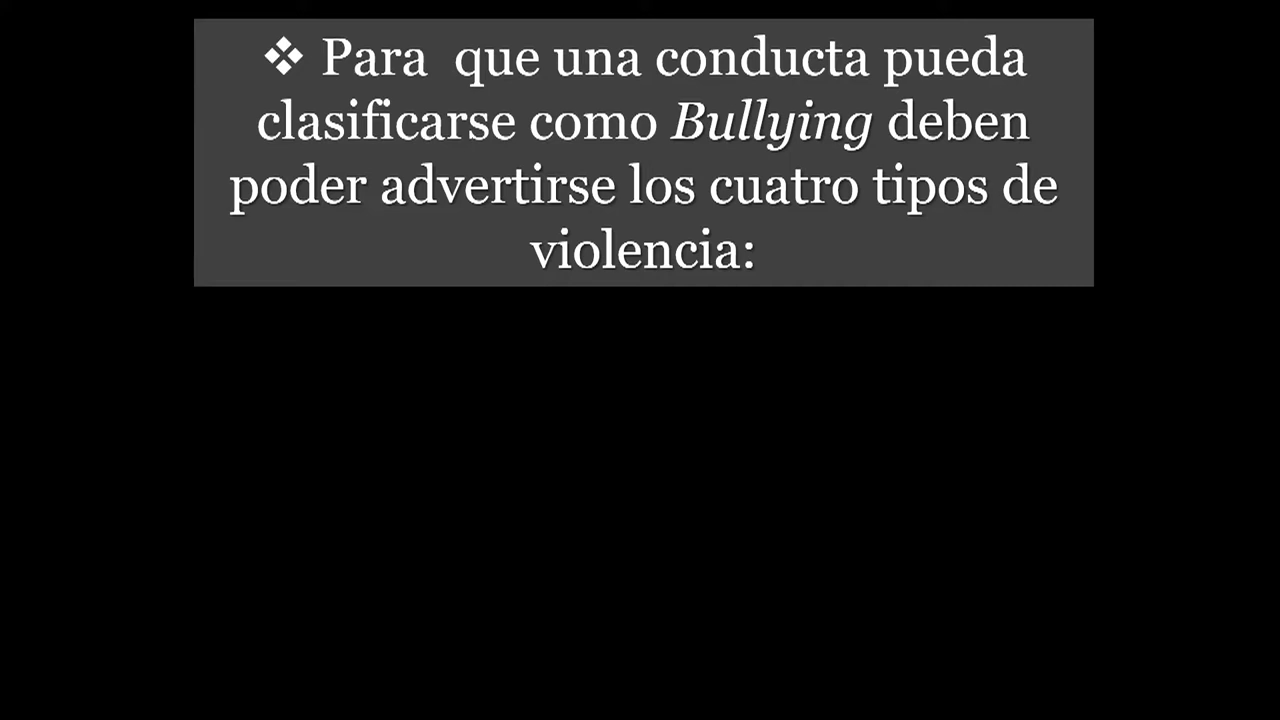 ❖ Para  que una conducta pueda
clasificarse como Bullying deben
poder advertirse los cuatro tipos de
violencia: